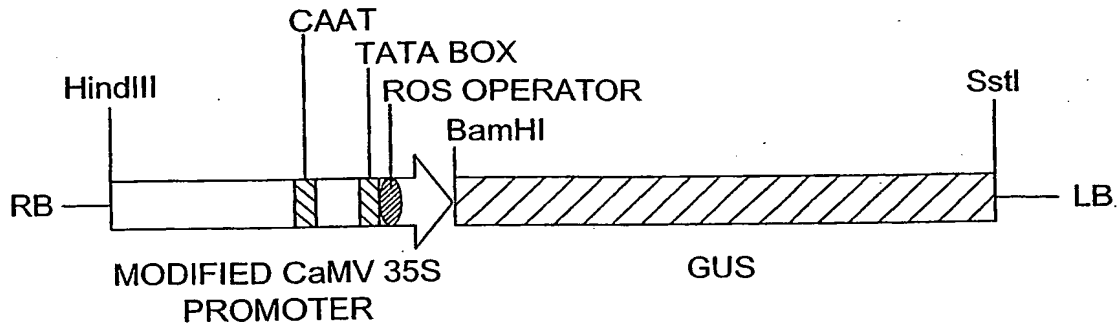 CAAT
TATA BOX
HindIII
ROS OPERATOR
SstI
BamHI
RB
LB
MODIFIED CaMV 35S
PROMOTER
GUS